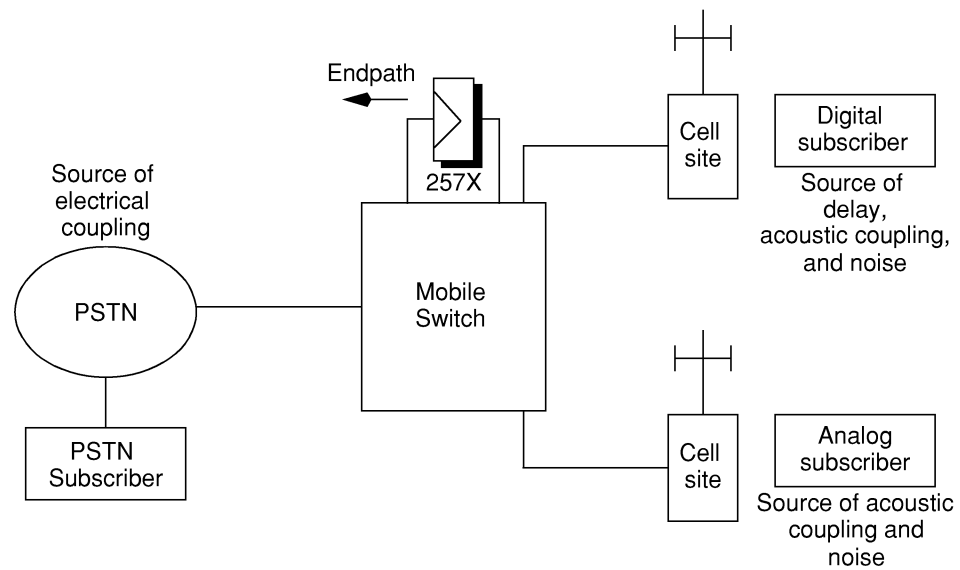 Endpath
257X
Source of
electrical
coupling
PSTN
PSTN
Subscriber
Mobile
Switch
Cell
site
Digital
subscriber
Source of
delay,
acoustic coupling,
and noise
Cell
site
Analog
subscriber
Source of acoustic
coupling and
noise